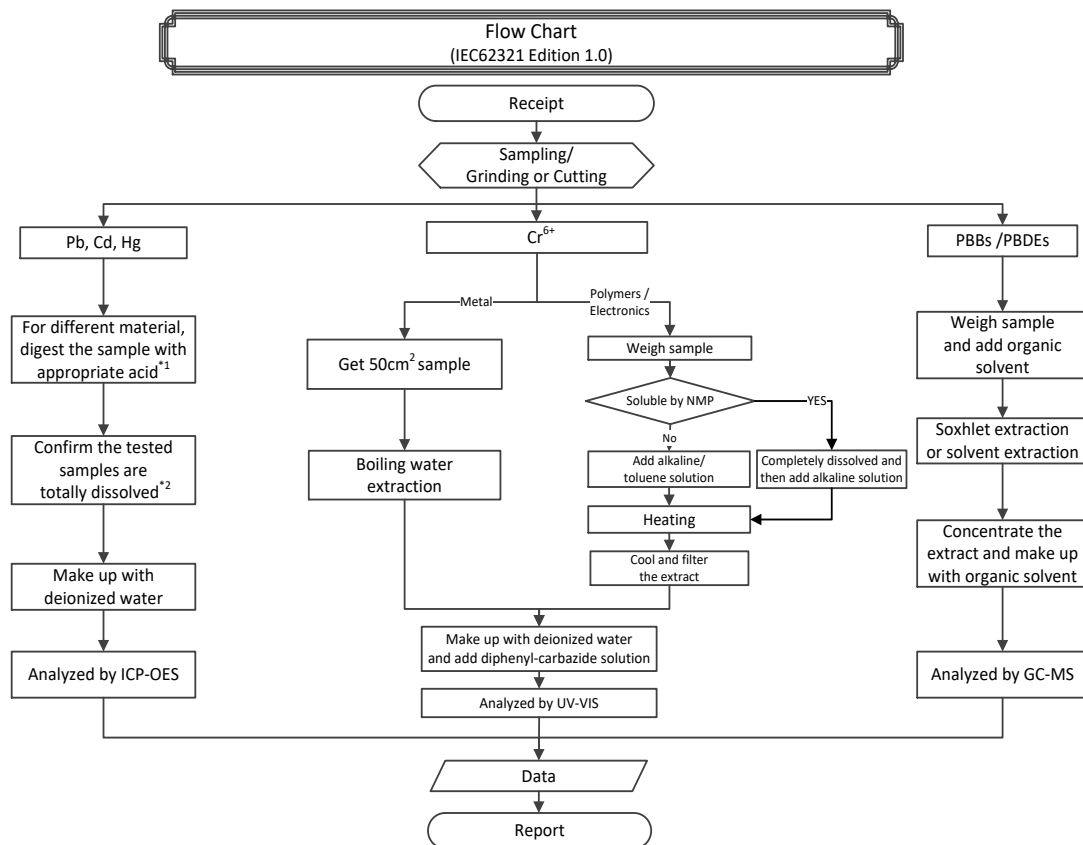 Flow Chart
(IEC62321 Edition 1.0)
Receipt
Sampling/
Grinding or Cutting
Pb, Cd, Hg
For different material,
digest the sample with
appropriate acid*1
Confirm the tested
samples are
totally dissolved*2
Make up with
deionized water
Analyzed by ICP-OES
Cr6+
Metal
Get 50cm2 sample
Boiling water
extraction
Polymers /
Electronics
Weigh sample
Soluble by NMP
YES
No
Add alkaline/
toluene solution
Completely dissolved and
then add alkaline solution
Heating
Cool and filter
the extract
Make up with deionized water
and add diphenyl-carbazide solution
Analyzed by UV-VIS
PBBs /PBDEs
Weigh sample
and add organic
solvent
Soxhlet extraction
or solvent extraction
Concentrate the
extract and make up
with organic solvent
Analyzed by GC-MS
Data
Report